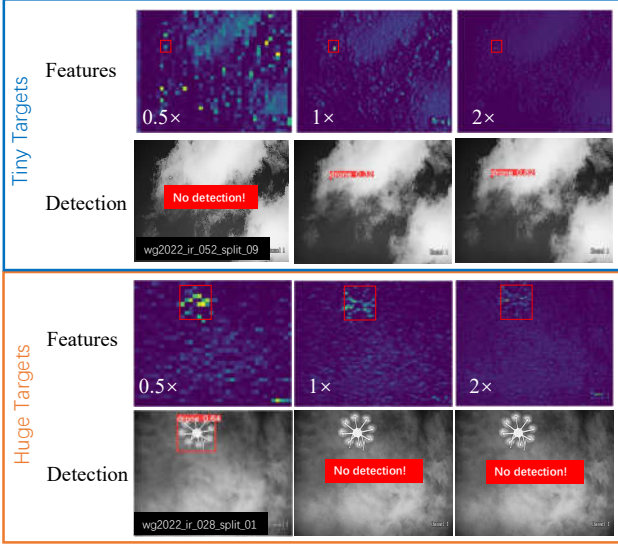 Tiny Targets
Features
0.5×
1×
2×
Detection
No detection!
wg2022_ir_052_split_09
drone 0.32
drone 0.82
Huge Targets
Features
0.5×
1×
2×
Detection
drone 0.64
No detection!
No detection!
wg2022_ir_028_split_01